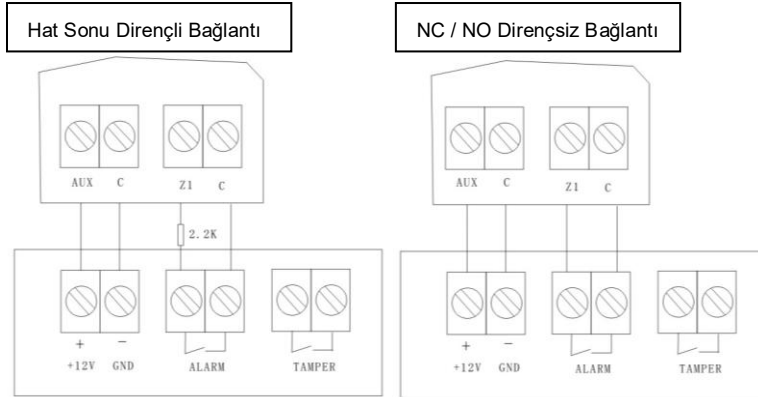 Hat Sonu Dirençli Bağlantı
NC / NO Dirençsiz Bağlantı
AUX C Z1 C
2.2K
+ −
+12V GND ALARM TAMPER
AUX C Z1 C
+ −
+12V GND ALARM TAMPER